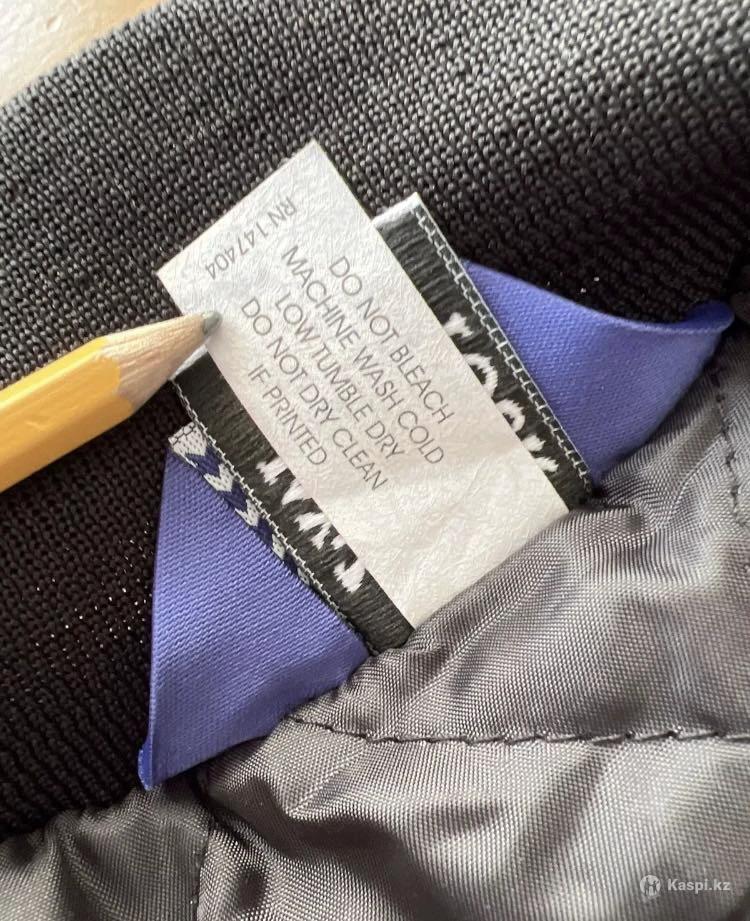 RN 147404
DO NOT BLEACH
MACHINE WASH COLD
LOW TUMBLE DRY
DO NOT DRY CLEAN
IF PRINTED
Kaspi.kz